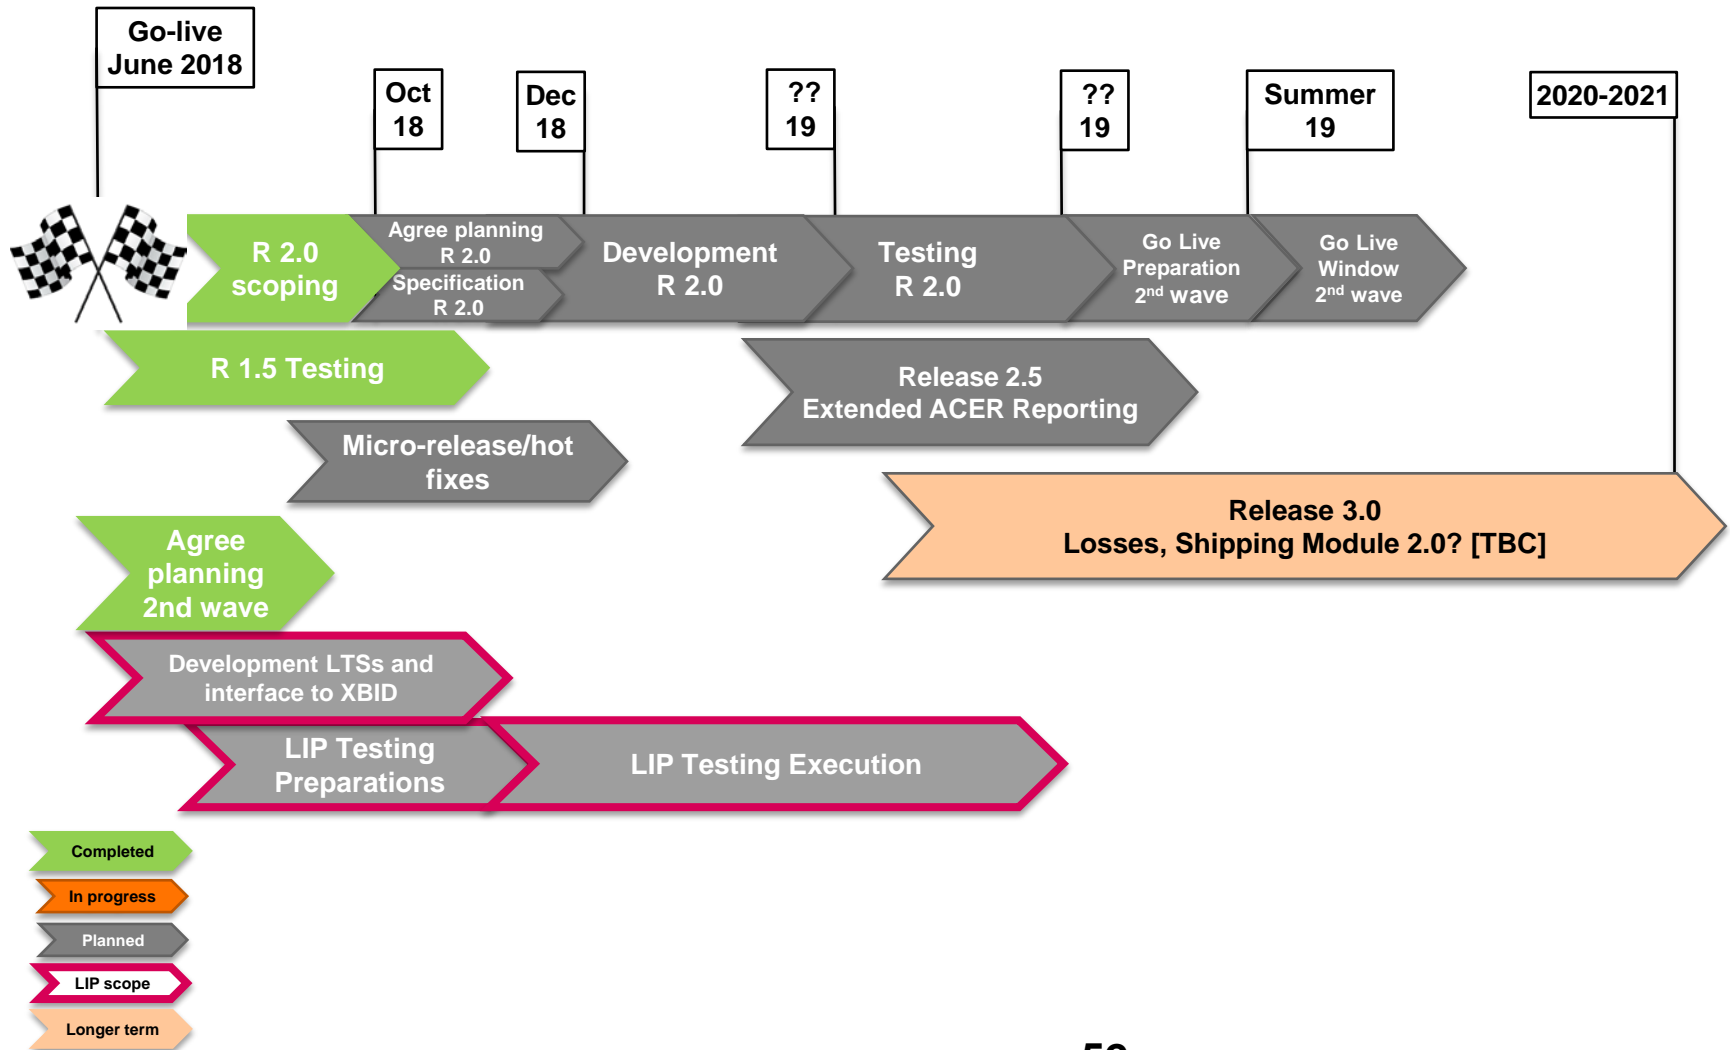 Go-live
June 2018
Oct
18
Dec
18
??
19
??
19
Summer
19
2020-2021
R 2.0
scoping
Agree planning
R 2.0
Specification
R 2.0
Development
R 2.0
Testing
R 2.0
Go Live
Preparation
2nd wave
Go Live
Window
2nd wave
R 1.5 Testing
Release 2.5
Extended ACER Reporting
Micro-release/hot
fixes
Release 3.0
Losses, Shipping Module 2.0? [TBC]
Agree
planning
2nd wave
Development LTSs and
interface to XBID
LIP Testing
Preparations
LIP Testing Execution
Completed
In progress
Planned
LIP scope
Longer term